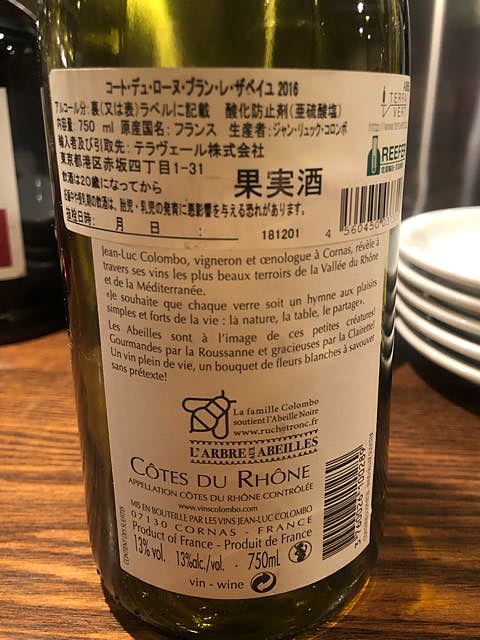 コート・デュ・ローヌ・ブラン・レ・ザベイユ 2016
アルコール分:裏(又は表)ラベルに記載 酸化防止剤(亜硫酸塩)
内容量:750 ml 原産国名:フランス 生産者:ジャン・リュック・コロンボ
輸入者及び引取先:テラヴェール株式会社
東京都港区赤坂四丁目1-31
飲酒は20歳になってから
果実酒
妊娠中や授乳期の飲酒は、胎児・乳児の発育に悪影響を与える恐れがあります。
抜栓日時: 月 日 :
181201
4 560450
TERRA
VERT
REEFER
Jean-Luc Colombo, vigneron et œnologue à Cornas, révèle à
travers ses vins les plus beaux terroirs de la Vallée du Rhône
et de la Méditerranée.
«Je souhaite que chaque verre soit un hymne aux plaisirs
simples et forts de la vie : la nature, la table, le partage».
Les Abeilles sont à l'image de ces petites créatures!
Gourmandes par la Roussanne et gracieuses par la Clairette!
Un vin plein de vie, un bouquet de fleurs blanches à savourer
sans prétexte!
La famille Colombo
soutient l'Abeille Noire
www.ruchetronc.fr
L'ARBRE AUX ABEILLES
CÔTES DU RHÔNE
APPELLATION CÔTES DU RHÔNE CONTRÔLÉE
www.vinscolombo.com
MIS EN BOUTEILLE PAR LES VINS JEAN-LUC COLOMBO
07130 CORNAS - FRANCE
Product of France - Produit de France
13% vol. 13%alc./vol. · 750mL
vin - wine